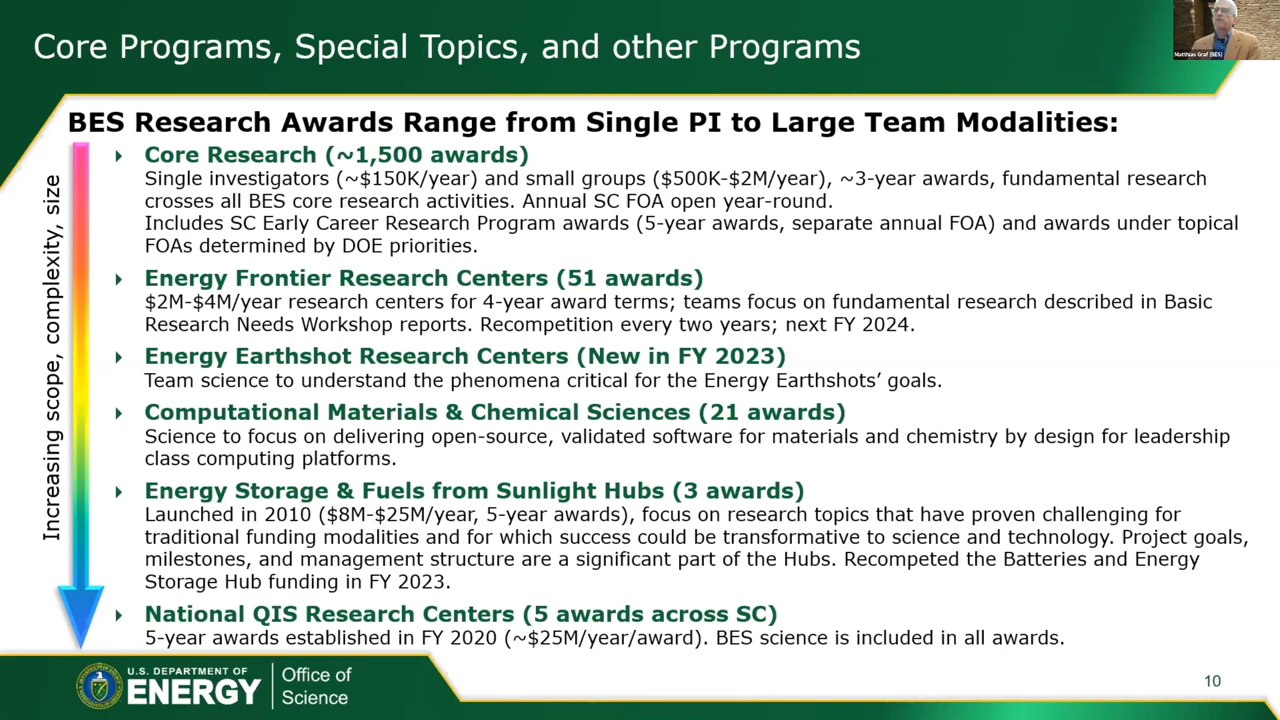 Core Programs, Special Topics, and other Programs
Matthias Graf (BES)
BES Research Awards Range from Single PI to Large Team Modalities:
Increasing scope, complexity, size
Core Research (~1,500 awards)
Single investigators (~$150K/year) and small groups ($500K-$2M/year), ~3-year awards, fundamental research
crosses all BES core research activities. Annual SC FOA open year-round.
Includes SC Early Career Research Program awards (5-year awards, separate annual FOA) and awards under topical
FOAs determined by DOE priorities.
Energy Frontier Research Centers (51 awards)
$2M-$4M/year research centers for 4-year award terms; teams focus on fundamental research described in Basic
Research Needs Workshop reports. Recompetition every two years; next FY 2024.
Energy Earthshot Research Centers (New in FY 2023)
Team science to understand the phenomena critical for the Energy Earthshots’ goals.
Computational Materials & Chemical Sciences (21 awards)
Science to focus on delivering open-source, validated software for materials and chemistry by design for leadership
class computing platforms.
Energy Storage & Fuels from Sunlight Hubs (3 awards)
Launched in 2010 ($8M-$25M/year, 5-year awards), focus on research topics that have proven challenging for
traditional funding modalities and for which success could be transformative to science and technology. Project goals,
milestones, and management structure are a significant part of the Hubs. Recompeted the Batteries and Energy
Storage Hub funding in FY 2023.
National QIS Research Centers (5 awards across SC)
5-year awards established in FY 2020 (~$25M/year/award). BES science is included in all awards.
U.S. DEPARTMENT OF
ENERGY
Office of
Science
10